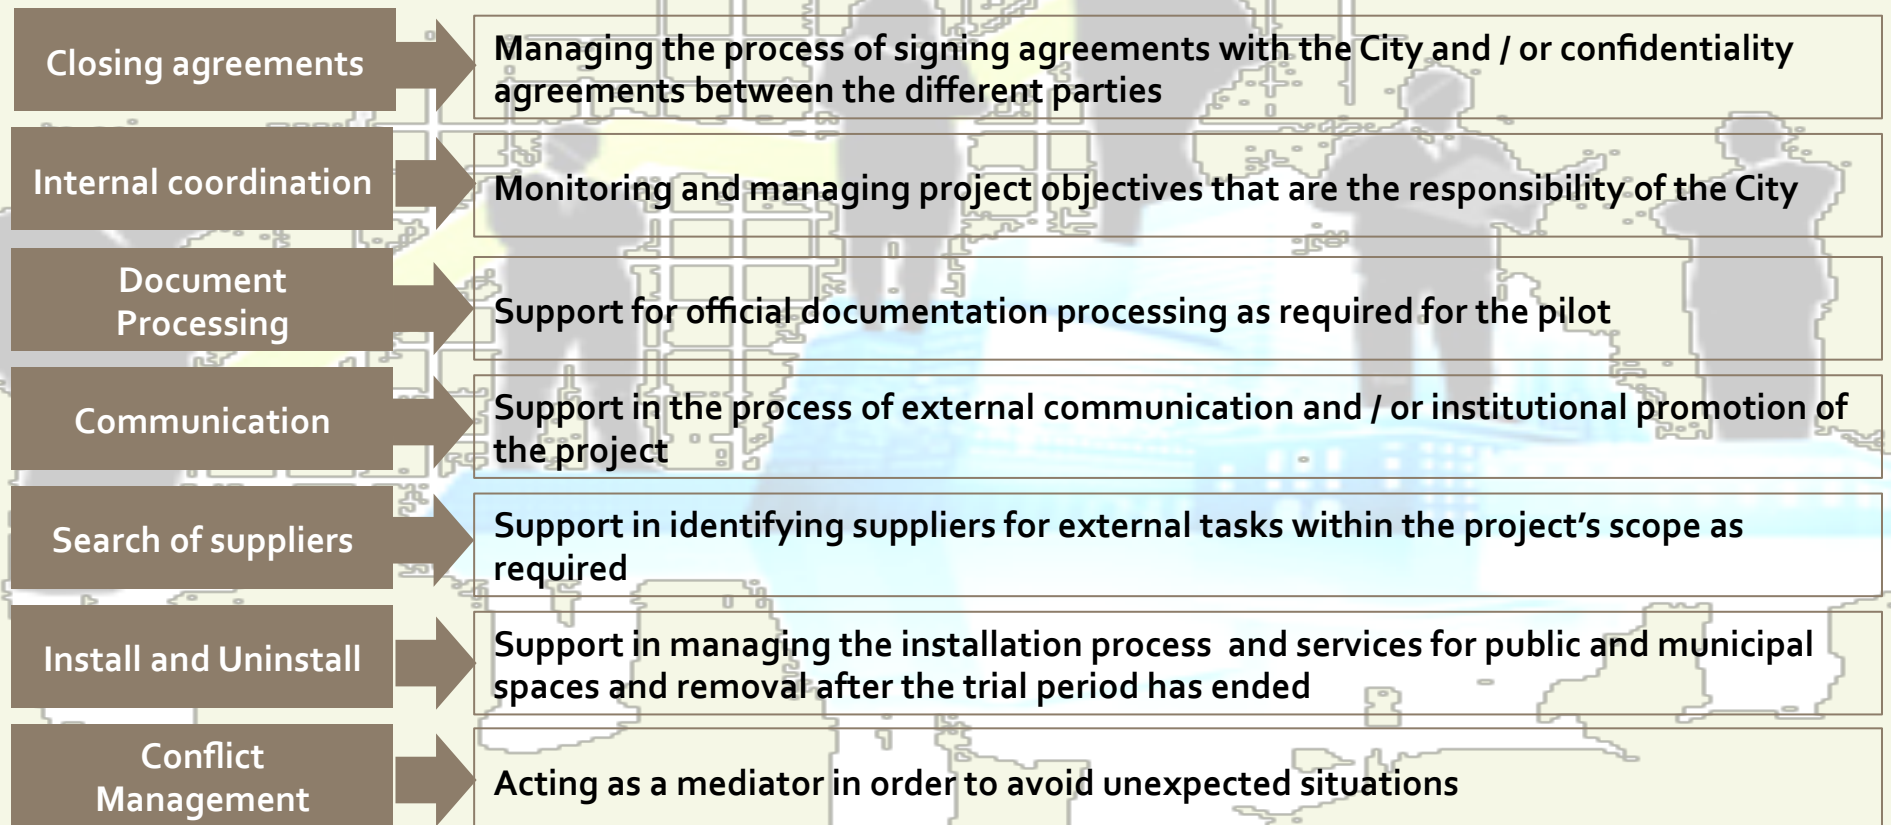 Closing agreements
Managing the process of signing agreements with the City and / or confidentiality
agreements between the different parties
Internal coordination
Monitoring and managing project objectives that are the responsibility of the City
Document
Processing
Support for official documentation processing as required for the pilot
Communication
Support in the process of external communication and / or institutional promotion of
the project
Search of suppliers
Support in identifying suppliers for external tasks within the project’s scope as
required
Install and Uninstall
Support in managing the installation process  and services for public and municipal
spaces and removal after the trial period has ended
Conflict
Management
Acting as a mediator in order to avoid unexpected situations